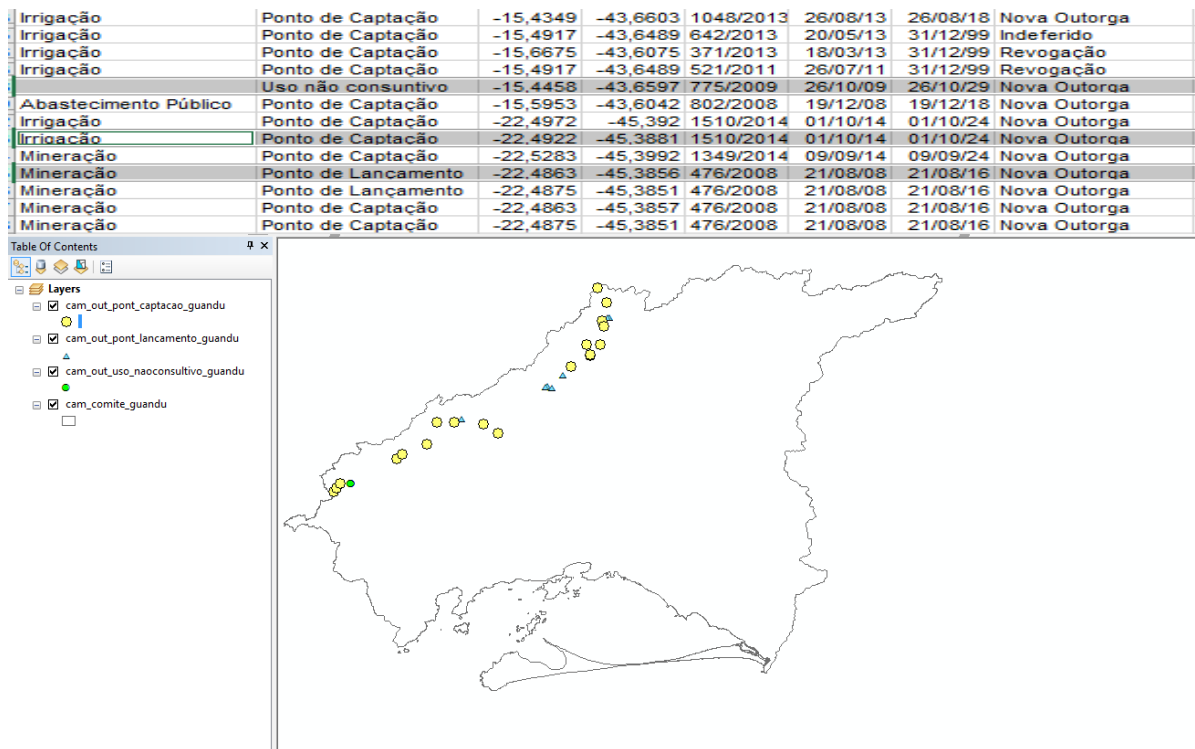 Irrigação Ponto de Captação -15,4349 -43,6603 1048/2013 26/08/13 26/08/18 Nova Outorga
Irrigação Ponto de Captação -15,4917 -43,6489 642/2013 20/05/13 31/12/99 Indeferido
Irrigação Ponto de Captação -15,6675 -43,6075 371/2013 18/03/13 31/12/99 Revogação
Irrigação Ponto de Captação -15,4917 -43,6489 521/2011 26/07/11 31/12/99 Revogação
Uso não consuntivo -15,4458 -43,6597 775/2009 26/10/09 26/10/29 Nova Outorga
Abastecimento Público Ponto de Captação -15,5953 -43,6042 802/2008 19/12/08 19/12/18 Nova Outorga
Irrigação Ponto de Captação -22,4972 -45,392 1510/2014 01/10/14 01/10/24 Nova Outorga
Irrigação Ponto de Captação -22,4922 -45,3881 1510/2014 01/10/14 01/10/24 Nova Outorga
Mineração Ponto de Captação -22,5283 -45,3992 1349/2014 09/09/14 09/09/24 Nova Outorga
Mineração Ponto de Lançamento -22,4863 -45,3856 476/2008 21/08/08 21/08/16 Nova Outorga
Mineração Ponto de Lançamento -22,4875 -45,3851 476/2008 21/08/08 21/08/16 Nova Outorga
Mineração Ponto de Captação -22,4863 -45,3857 476/2008 21/08/08 21/08/16 Nova Outorga
Mineração Ponto de Captação -22,4875 -45,3851 476/2008 21/08/08 21/08/16 Nova Outorga
Table Of Contents
Layers
cam_out_pont_captacao_guandu
cam_out_pont_lancamento_guandu
cam_out_uso_naoconsultivo_guandu
cam_comite_guandu